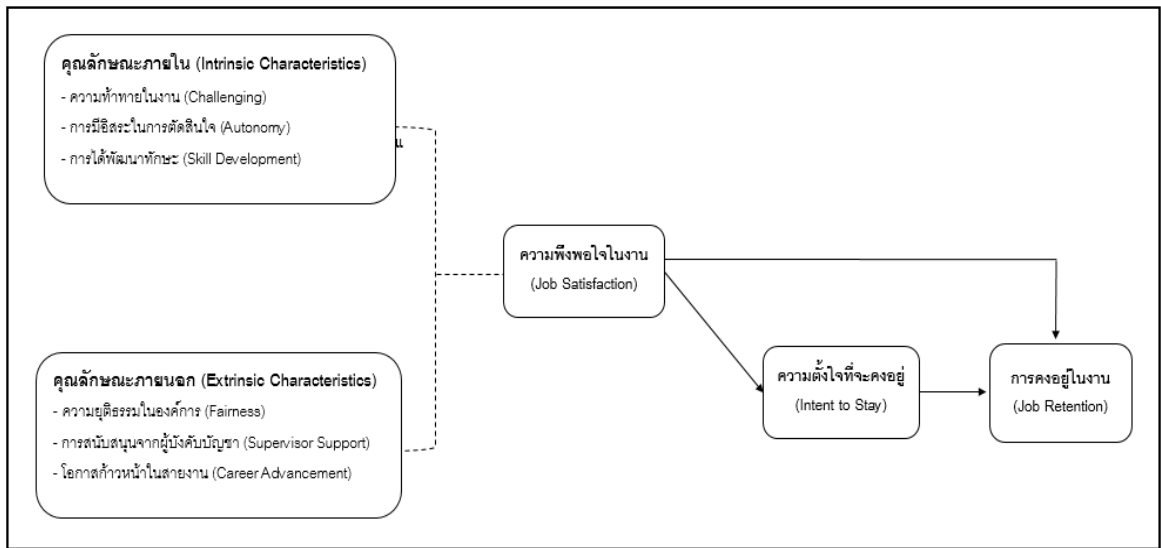 คุณลักษณะภายใน (Intrinsic Characteristics)
- ความท้าทายในงาน (Challenging)
- การมีอิสระในการตัดสินใจ (Autonomy)
- การได้พัฒนาทักษะ (Skill Development)
แ
ความพึงพอใจในงาน
(Job Satisfaction)
ความตั้งใจที่จะคงอยู่
(Intent to Stay)
การคงอยู่ในงาน
(Job Retention)
คุณลักษณะภายนอก (Extrinsic Characteristics)
- ความยุติธรรมในองค์การ (Fairness)
- การสนับสนุนจากผู้บังคับบัญชา (Supervisor Support)
- โอกาสก้าวหน้าในสายงาน (Career Advancement)